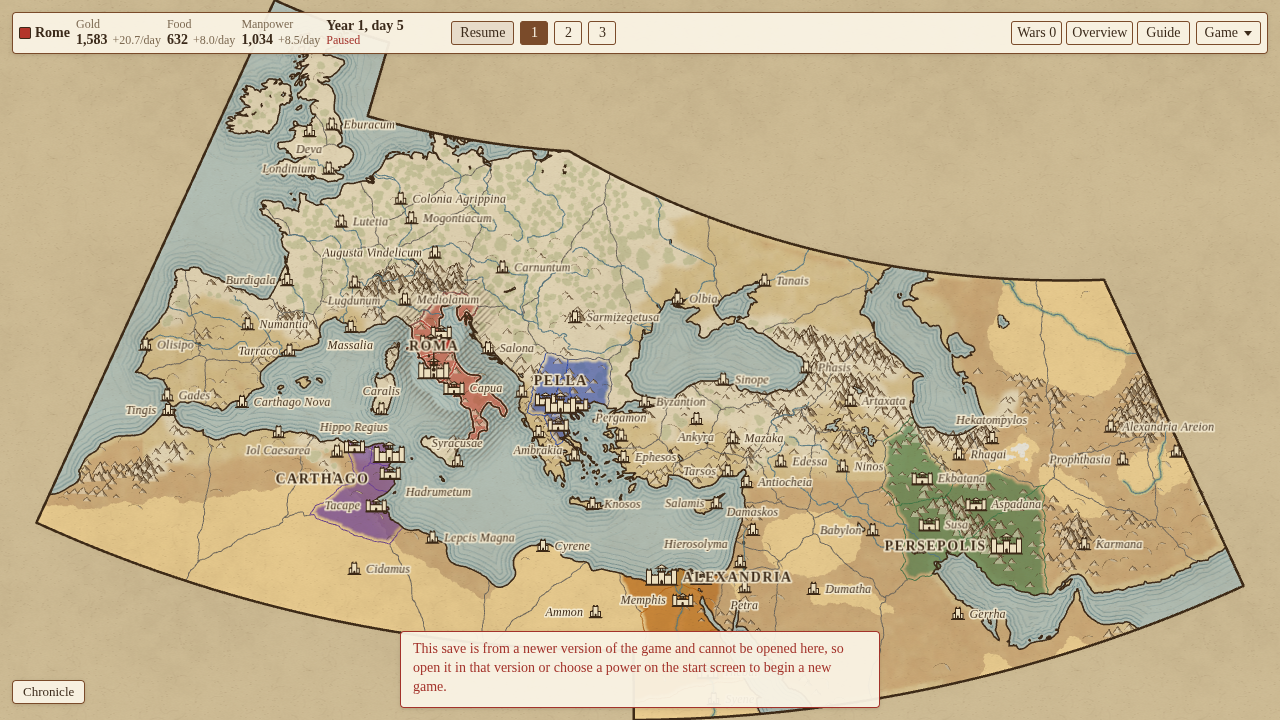 Rome
Gold
1,583 +20.7/day
Food
632 +8.0/day
Manpower
1,034 +8.5/day
Year 1, day 5
Paused
Resume
1
2
3
Wars 0
Overview
Guide
Game
Eburacum
Deva
Londinium
Colonia Agrippina
Lutetia
Mogontiacum
Augusta Vindelicum
Carnuntum
Burdigala
Tanais
Lugdunum
Mediolanum
Olbia
Numantia
Sarmizegetusa
Olisipo
Tarraco
Massalia
ROMA
Salona
Phasis
PELLA
Sinope
Gades
Carthago Nova
Caralis
Capua
Byzantion
Artaxata
Tingis
Pergamon
Hekatompylos
Hippo Regius
Alexandria Areion
Iol Caesarea
Syracusae
Ambrakia
Ankyra
Mazaka
Rhagai
Ephesos
Edessa
Ninos
Prophthasia
CARTHAGO
Tarsos
Antiocheia
Ekbatana
Hadrumetum
Tacape
Knosos
Salamis
Damaskos
Aspadana
Susa
Lepcis Magna
Cyrene
Hierosolyma
Babylon
PERSEPOLIS
Karmana
Cidamus
ALEXANDRIA
Dumatha
Ammon
Memphis
Petra
Gerrha
This save is from a newer version of the game and cannot be opened here, so
open it in that version or choose a power on the start screen to begin a new
game.
Chronicle